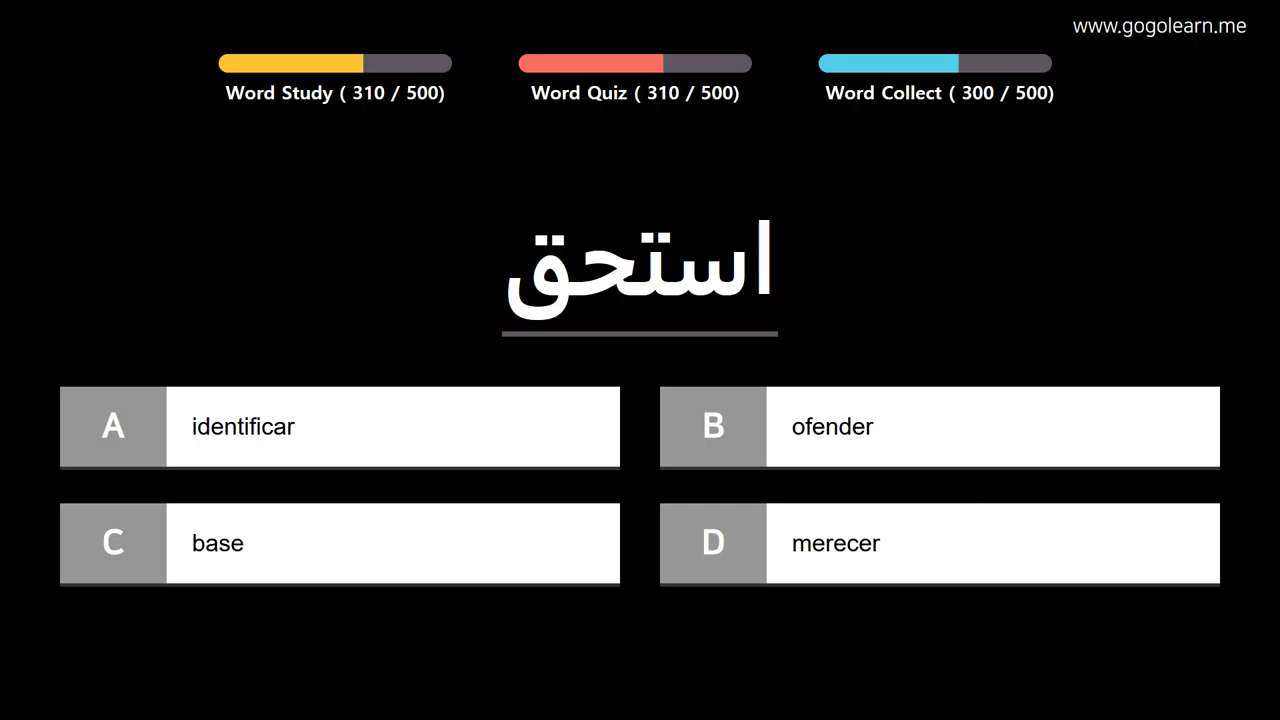 www.gogolearn.me
Word Study ( 310 / 500)
Word Quiz ( 310 / 500)
Word Collect ( 300 / 500)
استحق
A identificar
B ofender
C base
D merecer